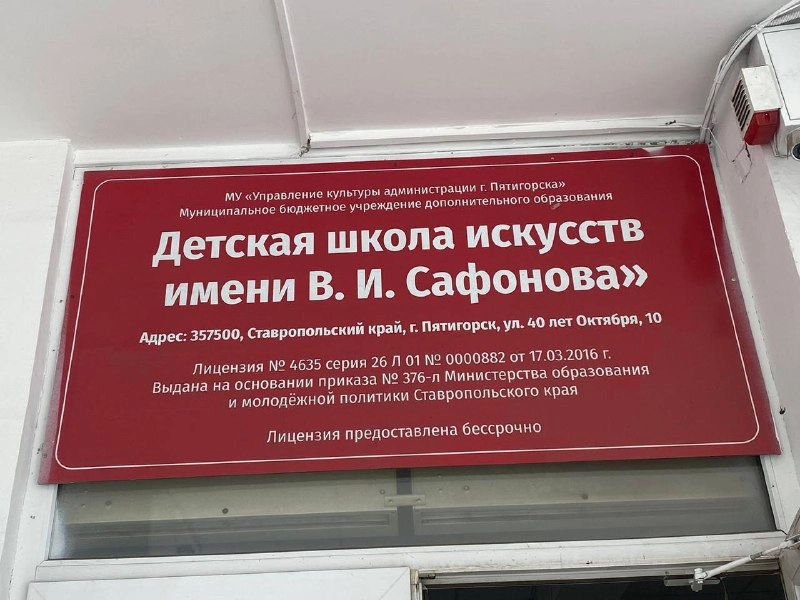 МУ «Управление культуры администрации г. Пятигорска»
Муниципальное бюджетное учреждение дополнительного образования
Детская школа искусств
имени В. И. Сафонова»
Адрес: 357500, Ставропольский край, г. Пятигорск, ул. 40 лет Октября, 10
Лицензия № 4635 серия 26 Л 01 № 0000882 от 17.03.2016 г.
Выдана на основании приказа № 376-л Министерства образования
и молодёжной политики Ставропольского края
Лицензия предоставлена бессрочно